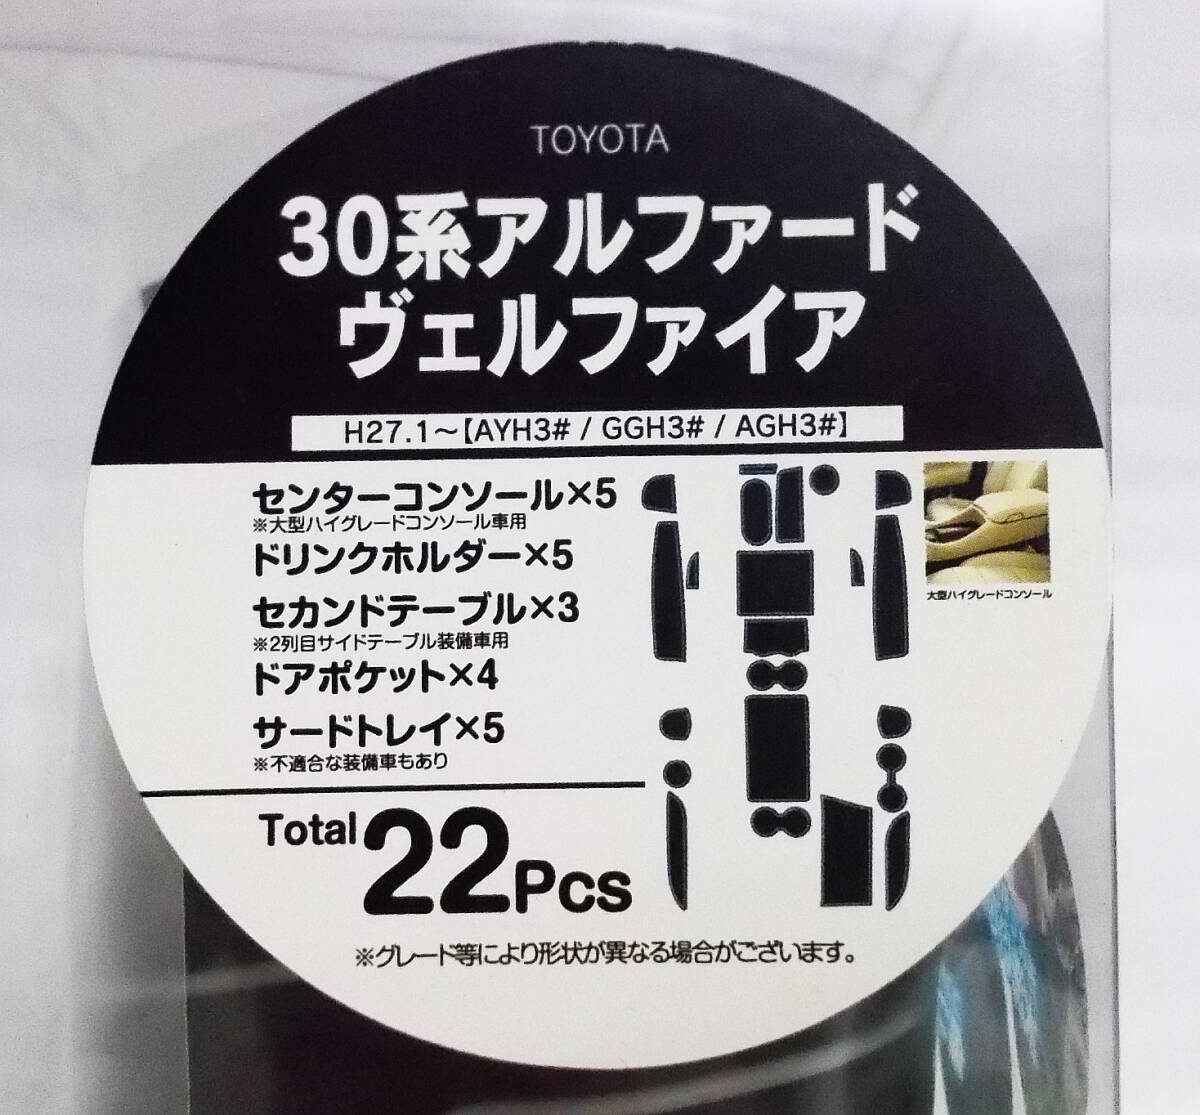 TOYOTA
30系アルファード
ヴェルファイア
H27.1～【AYH3# / GGH3# / AGH3#】
センターコンソール×5
※大型ハイグレードコンソール車用
ドリンクホルダー×5
セカンドテーブル×3
※2列目サイドテーブル装備車用
ドアポケット×4
サードトレイ×5
※不適合な装備車もあり
大型ハイグレードコンソール
Total 22Pcs
※グレード等により形状が異なる場合がございます。